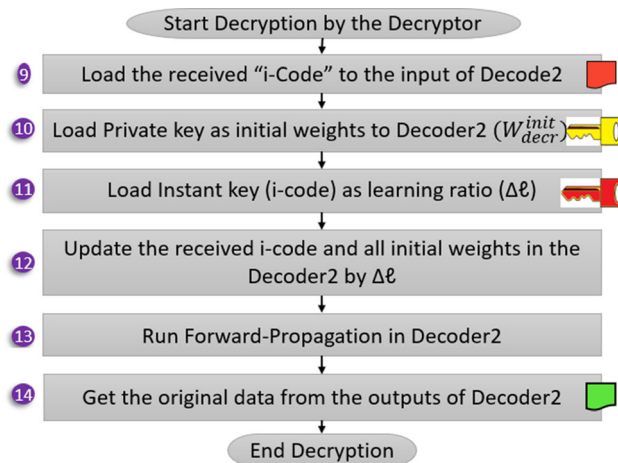 Start Decryption by the Decryptor
9
Load the received “i-Code” to the input of Decode2
10
Load Private key as initial weights to Decoder2 (W_{decr}^{init})
11
Load Instant key (i-code) as learning ratio (Δℓ)
12
Update the received i-code and all initial weights in the
Decoder2 by Δℓ
13
Run Forward-Propagation in Decoder2
14
Get the original data from the outputs of Decoder2
End Decryption